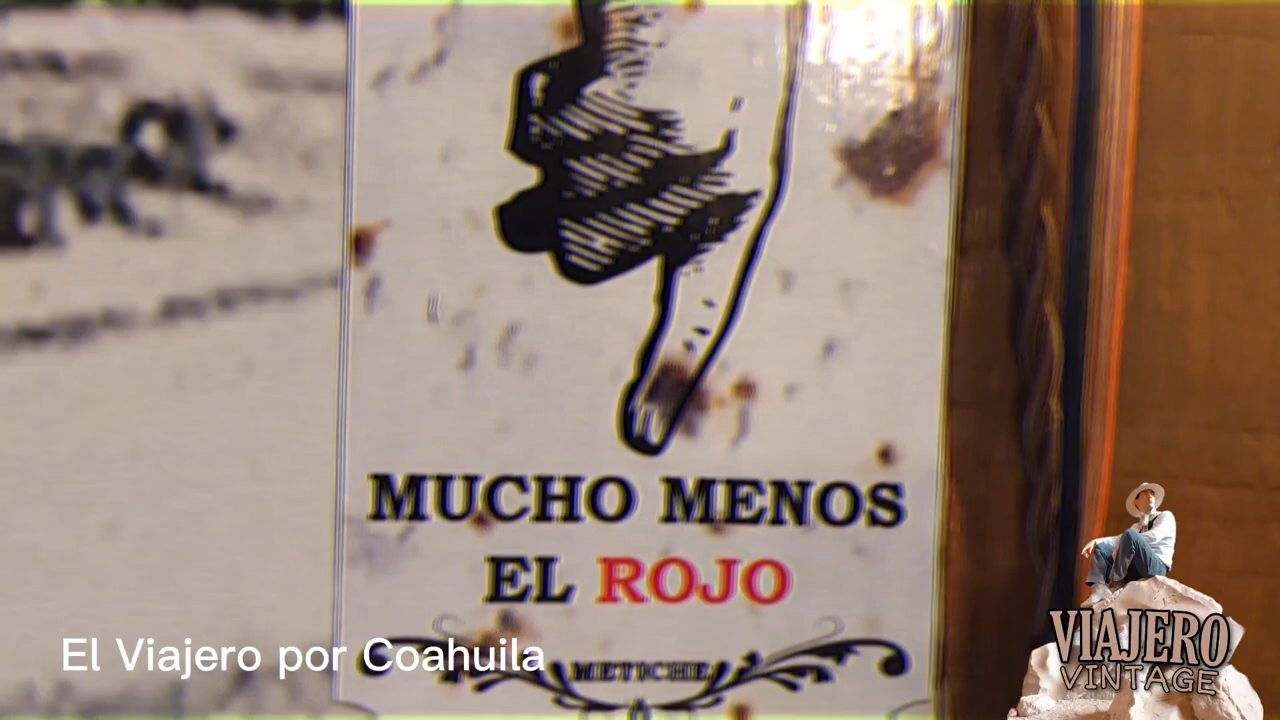 MUCHO MENOS
EL ROJO
METICHE
El Viajero por Coahuila
VIAJERO
VINTAGE